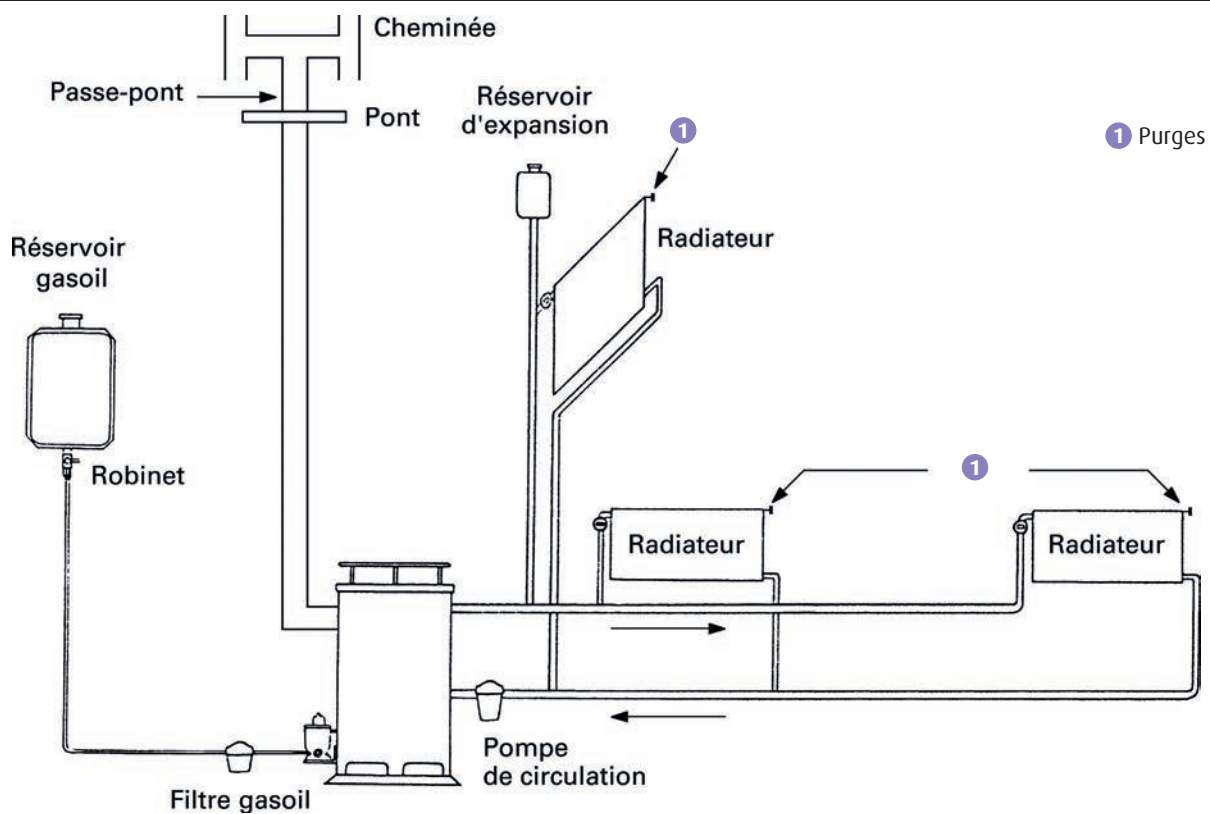 Cheminée
Passe-pont
Pont
Réservoir
d'expansion
1
1 Purges
Radiateur
Réservoir
gasoil
Robinet
1
Radiateur
Radiateur
Pompe
de circulation
Filtre gasoil